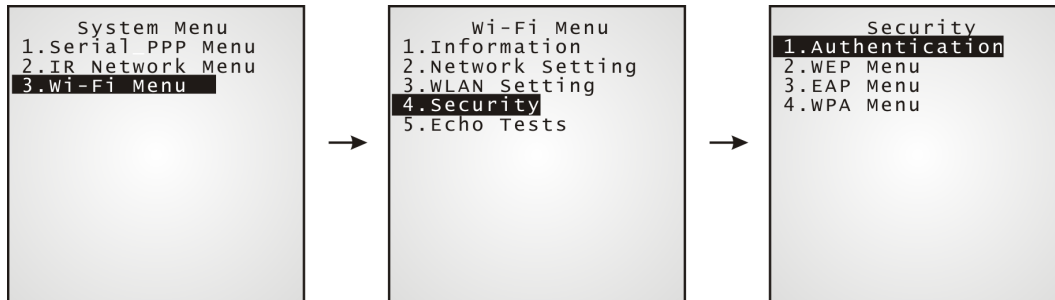 System Menu
1.Serial PPP Menu
2.IR Network Menu
3.Wi-Fi Menu
Wi-Fi Menu
1.Information
2.Network Setting
3.WLAN Setting
4.Security
5.Echo Tests
Security
1.Authentication
2.WEP Menu
3.EAP Menu
4.WPA Menu